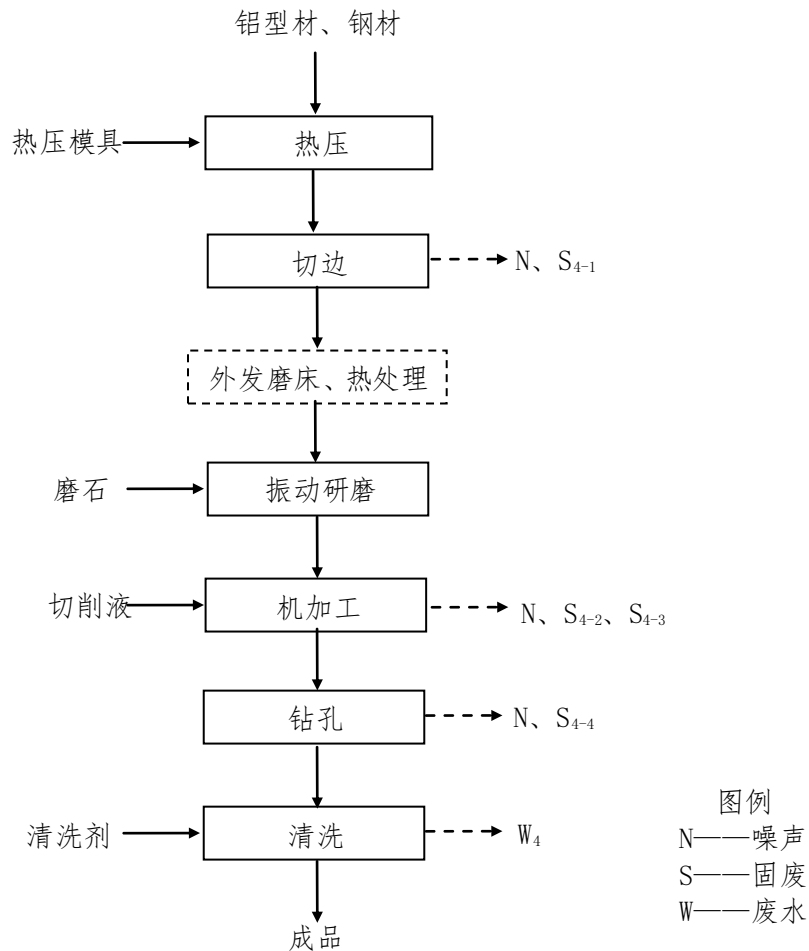 铝型材、钢材
热压模具
热压
切边
N、S4-1
外发磨床、热处理
磨石
振动研磨
切削液
机加工
N、S4-2、S4-3
钻孔
N、S4-4
清洗剂
清洗
W4
成品
图例
N——噪声
S——固废
W——废水